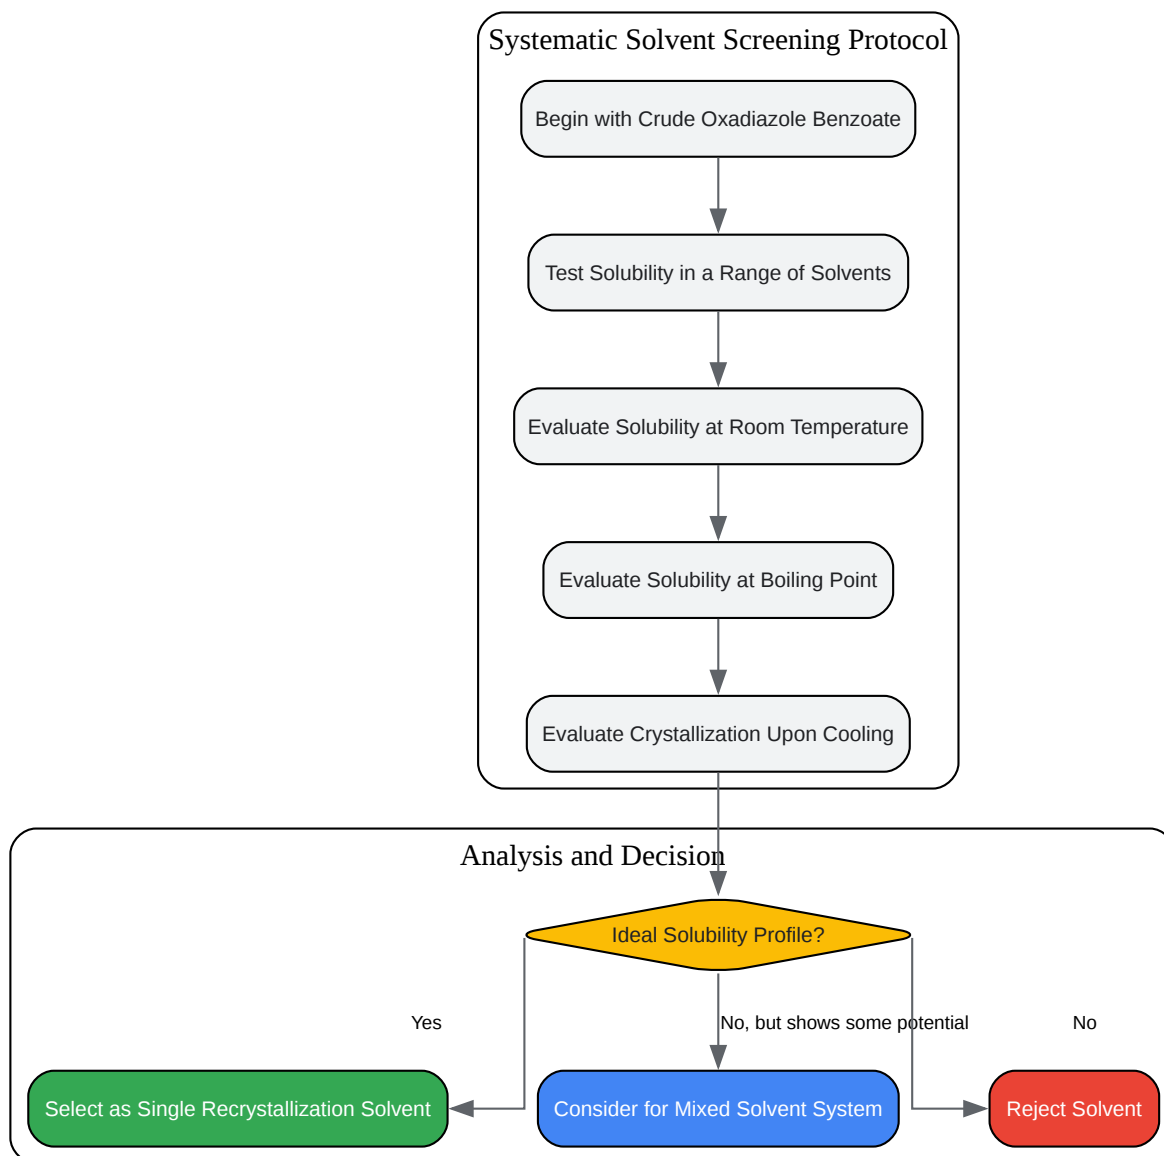 Systematic Solvent Screening Protocol
Begin with Crude Oxadiazole Benzoate
Test Solubility in a Range of Solvents
Evaluate Solubility at Room Temperature
Evaluate Solubility at Boiling Point
Evaluate Crystallization Upon Cooling
Analysis and Decision
Ideal Solubility Profile?
Yes
No, but shows some potential
No
Select as Single Recrystallization Solvent
Consider for Mixed Solvent System
Reject Solvent